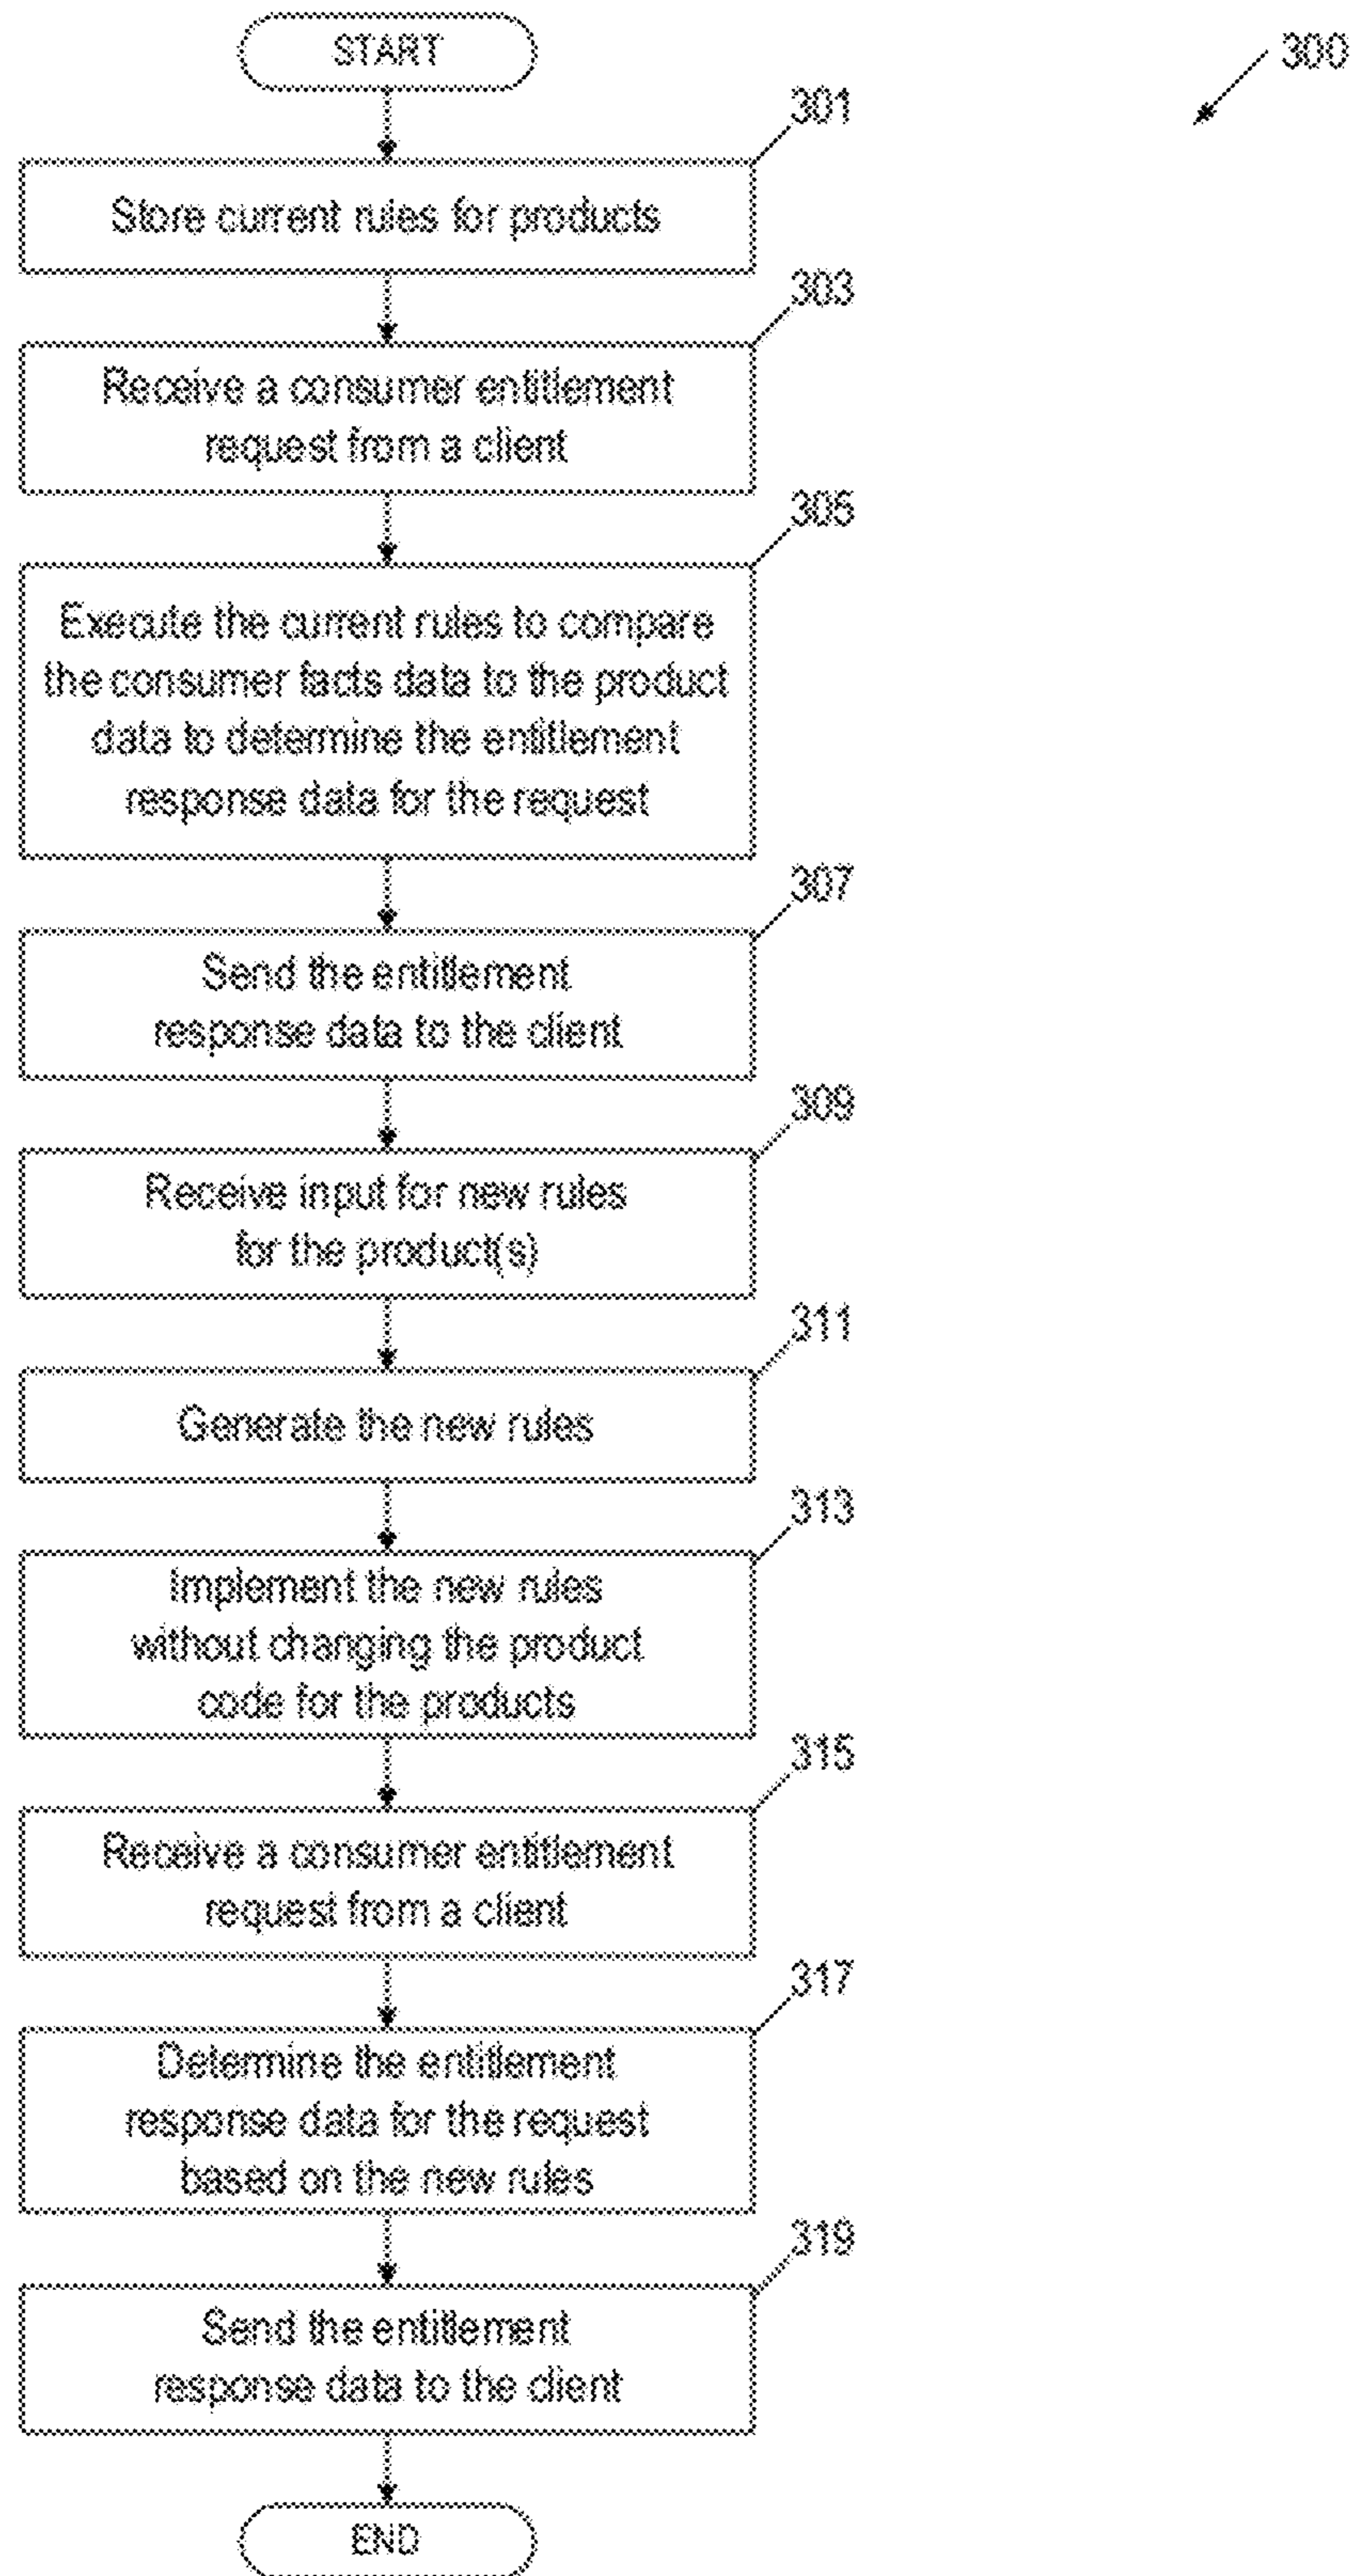 START
300
301
Store current rules for products
303
Receive a consumer entitlement
request from a client
305
Execute the current rules to compare
the consumer facts data to the product
data to determine the entitlement
response data for the request
307
Send the entitlement
response data to the client
309
Receive input for new rules
for the product(s)
311
Generate the new rules
313
Implement the new rules
without changing the product
code for the products
315
Receive a consumer entitlement
request from a client
317
Determine the entitlement
response data for the request
based on the new rules
319
Send the entitlement
response data to the client
END